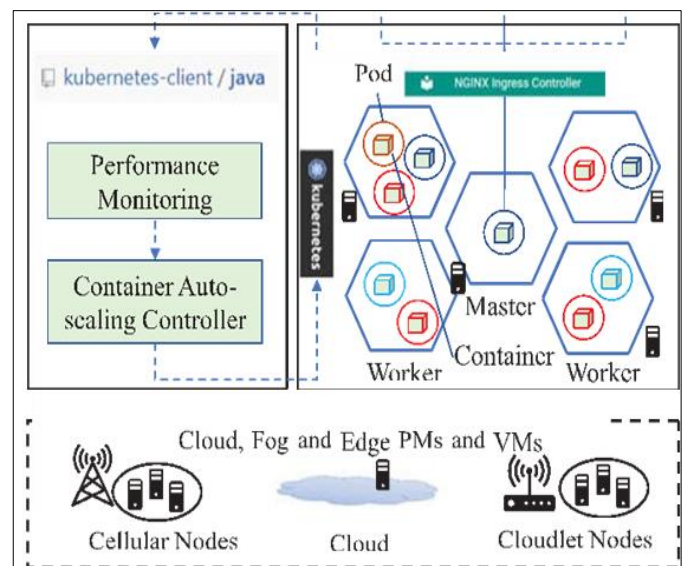 kubernetes-client / java
Performance
Monitoring
Container Auto-
scaling Controller
kubernetes
Pod
NGINX Ingress Controller
Master
Container
Worker
Worker
Cloud, Fog and Edge PMs and VMs
Cellular Nodes
Cloud
Cloudlet Nodes